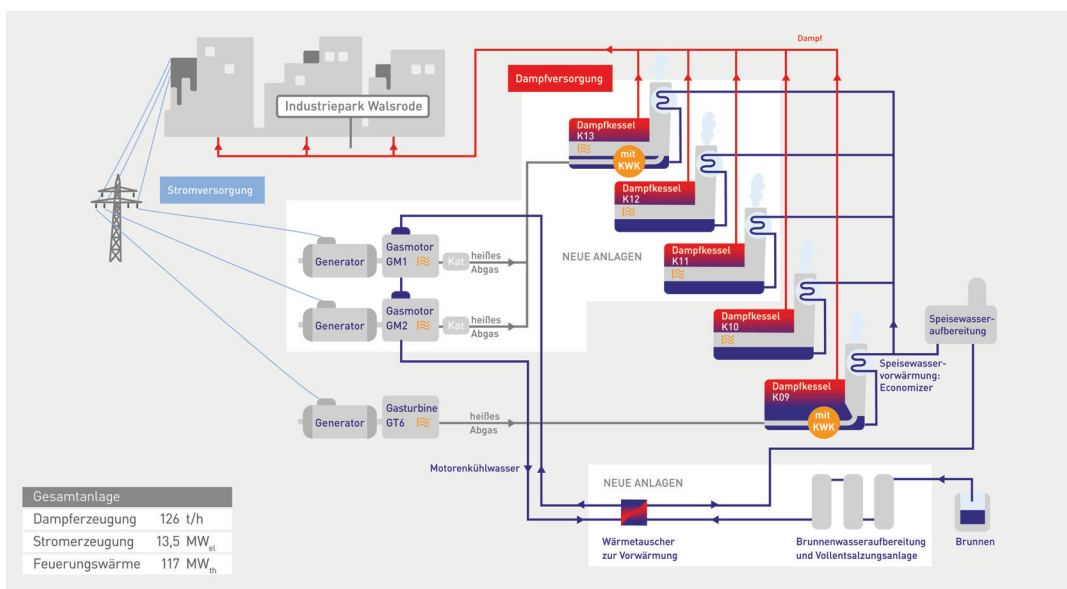 Dampf
Dampfversorgung
Industriepark Walsrode
Dampfkessel
K13
mit
KWK
Stromversorgung
Dampfkessel
K12
Gasmotor
GM1
Generator
Kat.
heißes
Abgas
NEUE ANLAGEN
Dampfkessel
K11
Gasmotor
GM2
Generator
Kat.
heißes
Abgas
Dampfkessel
K10
Speisewasser-
aufbereitung
Speisewasser-
vorwärmung:
Economizer
Dampfkessel
K09
mit
KWK
Gasturbine
GT6
Generator
heißes
Abgas
Motorenkühlwasser
NEUE ANLAGEN
Wärmetauscher
zur Vorwärmung
Brunnenwasseraufbereitung
und Vollentsalzungsanlage
Brunnen
Gesamtanlage
Dampferzeugung 126 t/h
Stromerzeugung 13,5 MWel
Feuerungswärme 117 MWth